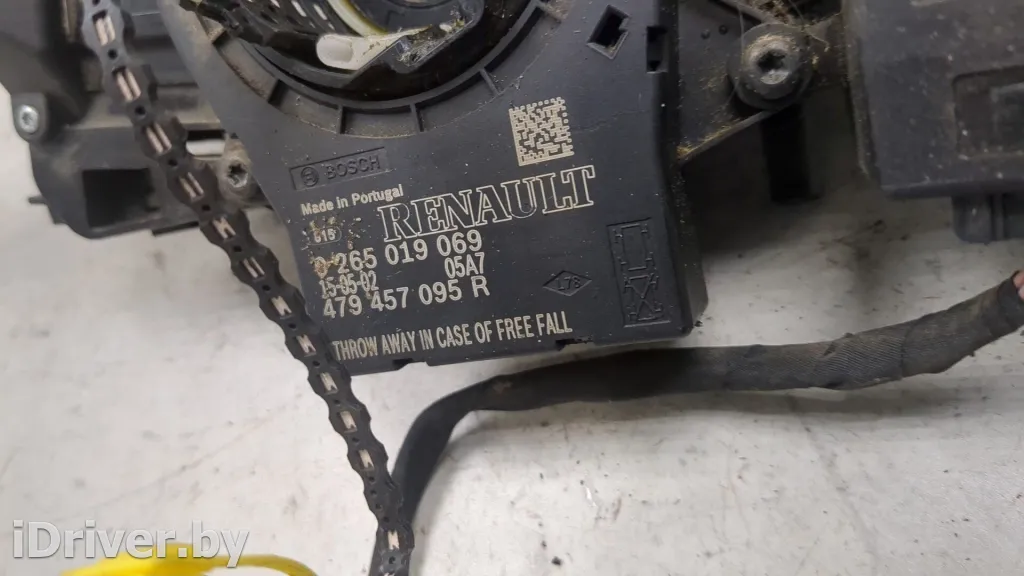 BOSCH
Made in Portugal
RENAULT
0 265 019 069
15-05-02 05A7
479 457 095 R
THROW AWAY IN CASE OF FREE FALL
iDriver.by